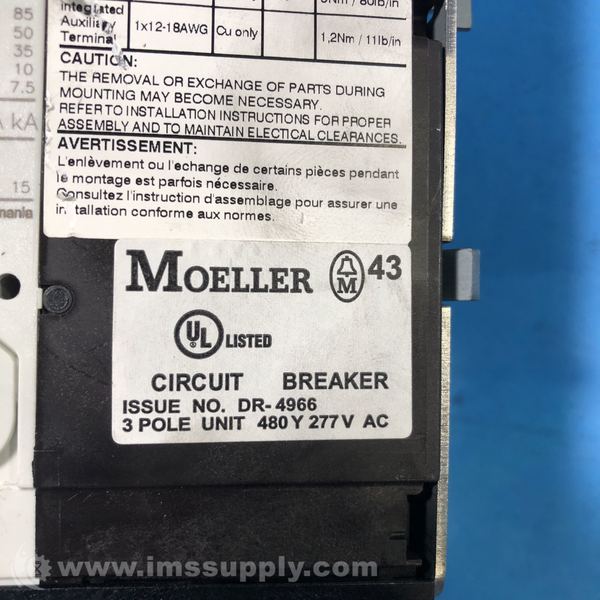 85
50
35
10
7.5
kA
15
Integrated
Auxiliary
Terminal
1x12-18AWG
Cu only
80lb/in
1,2Nm / 11lb/in
CAUTION:
THE REMOVAL OR EXCHANGE OF PARTS DURING
MOUNTING MAY BECOME NECESSARY.
REFER TO INSTALLATION INSTRUCTIONS FOR PROPER
ASSEMBLY AND TO MAINTAIN ELECTICAL CLEARANCES.
AVERTISSEMENT:
L'enlèvement ou l'echange de certains pièces pendant
le montage est parfois nécessaire.
Consultez l'instruction d'assemblage pour assurer une
installation conforme aux normes.
MOELLER M 43
UL LISTED
CIRCUIT BREAKER
ISSUE NO. DR-4966
3 POLE UNIT 480Y 277V AC
www.imssupply.com